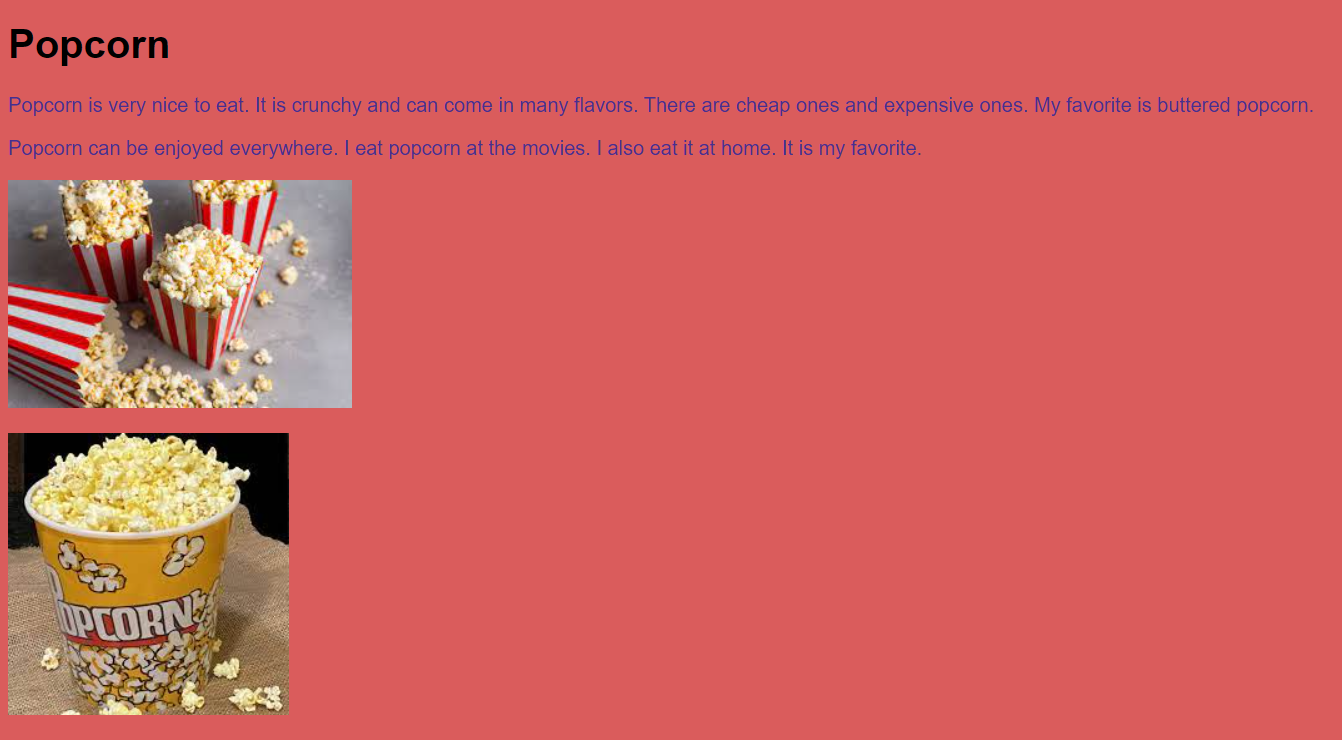 Popcorn
Popcorn is very nice to eat. It is crunchy and can come in many flavors. There are cheap ones and expensive ones. My favorite is buttered popcorn.
Popcorn can be enjoyed everywhere. I eat popcorn at the movies. I also eat it at home. It is my favorite.
POPCORN